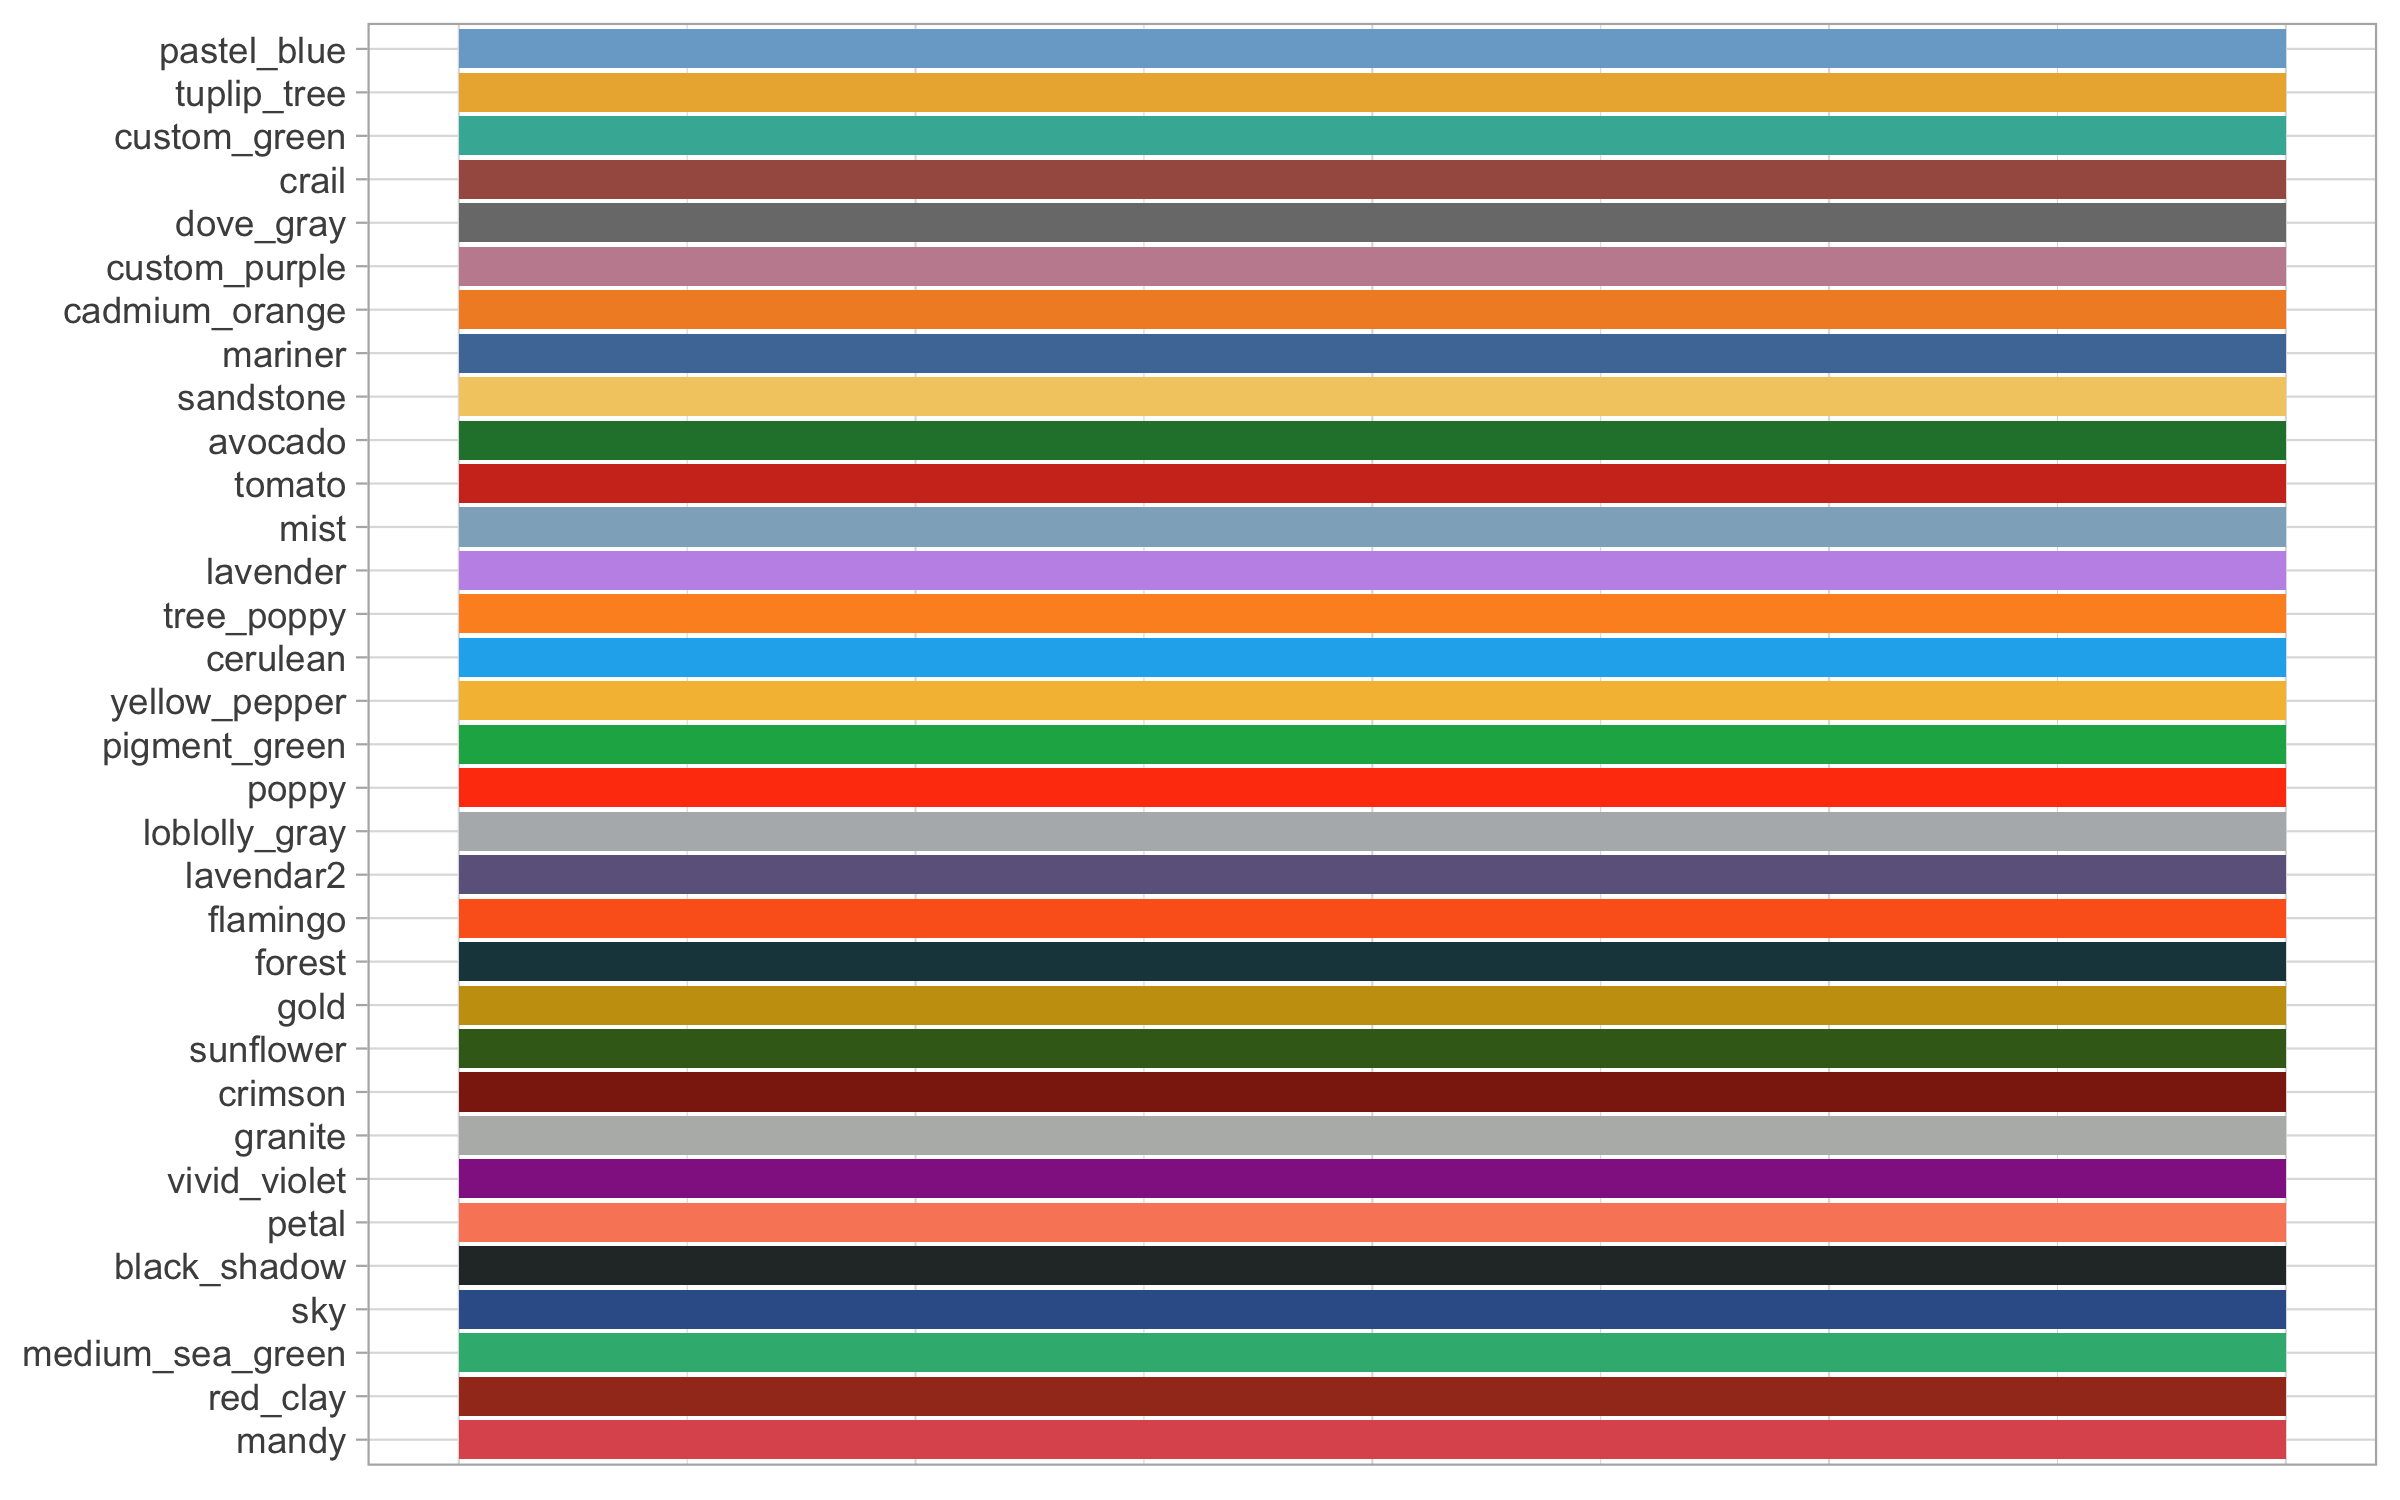 pastel_blue
tuplip_tree
custom_green
crail
dove_gray
custom_purple
cadmium_orange
mariner
sandstone
avocado
tomato
mist
lavender
tree_poppy
cerulean
yellow_pepper
pigment_green
poppy
loblolly_gray
lavendar2
flamingo
forest
gold
sunflower
crimson
granite
vivid_violet
petal
black_shadow
sky
medium_sea_green
red_clay
mandy